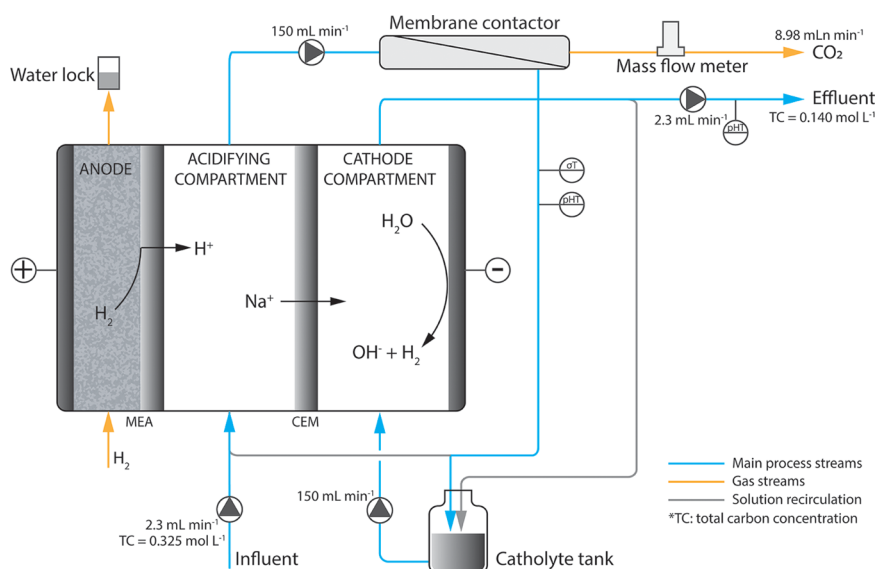 150 mL min⁻¹
Membrane contactor
8.98 mLn min⁻¹
CO₂
Mass flow meter
Water lock
Effluent
2.3 mL min⁻¹
TC = 0.140 mol L⁻¹
pHT
ANODE
ACIDIFYING
COMPARTMENT
CATHODE
COMPARTMENT
σT
pHT
H₂O
H⁺
+
-
Na⁺
H₂
OH⁻ + H₂
MEA
CEM
H₂
Main process streams
Gas streams
Solution recirculation
*TC: total carbon concentration
150 mL min⁻¹
2.3 mL min⁻¹
TC = 0.325 mol L⁻¹
Influent
Catholyte tank